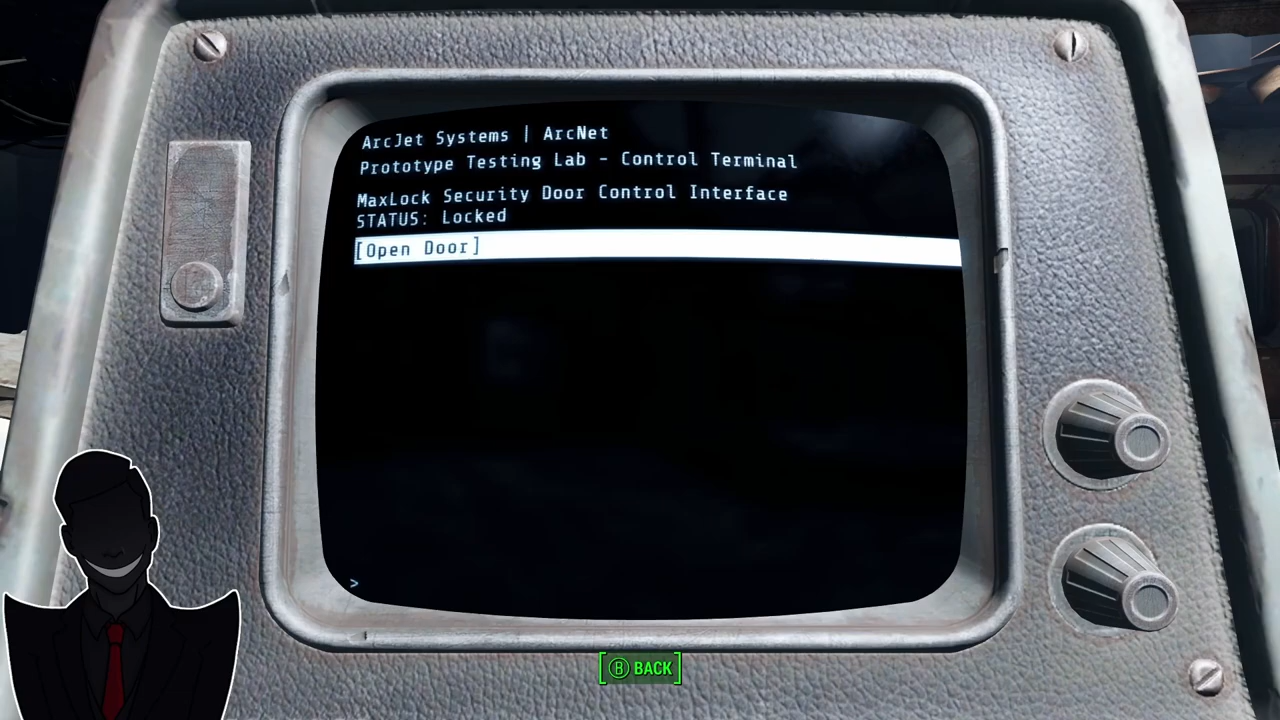 ArcJet Systems | ArcNet
Prototype Testing Lab - Control Terminal
MaxLock Security Door Control Interface
STATUS: Locked
[Open Door]
>
[Ⓑ BACK]